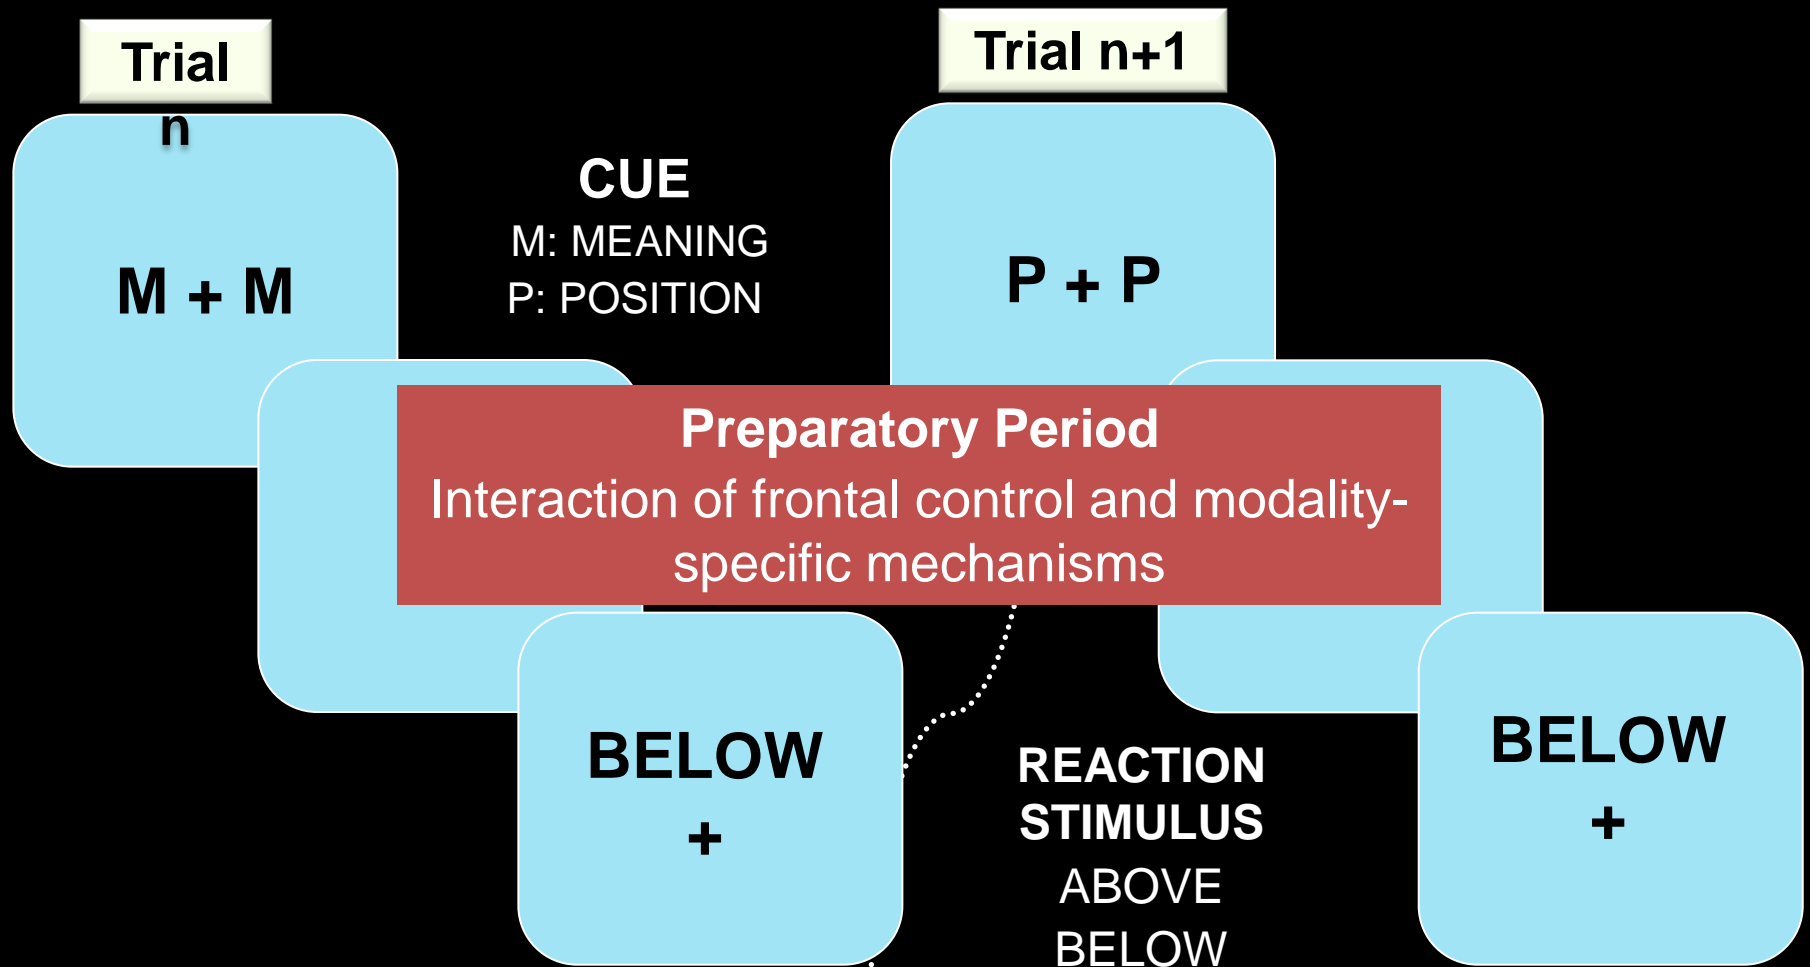 Trial
n
Trial n+1
CUE
M: MEANING
P: POSITION
M + M
P + P
Preparatory Period
Interaction of frontal control and modality-
specific mechanisms
BELOW
+
REACTION
STIMULUS
ABOVE
BELOW
BELOW
+